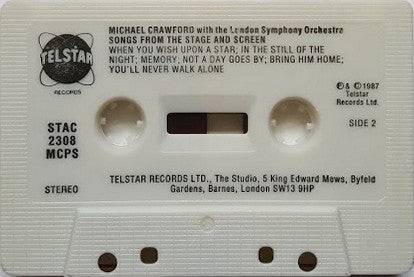 MICHAEL CRAWFORD with the London Symphony Orchestra
SONGS FROM THE STAGE AND SCREEN
WHEN YOU WISH UPON A STAR; IN THE STILL OF THE
NIGHT; MEMORY; NOT A DAY GOES BY; BRING HIM HOME;
YOU'LL NEVER WALK ALONE
TELSTAR
RECORDS
℗ & © 1987
Telstar
Records Ltd.
STAC
2308
MCPS
SIDE 2
STEREO
TELSTAR RECORDS LTD., The Studio, 5 King Edward Mews, Byfeld
Gardens, Barnes, London SW13 9HP